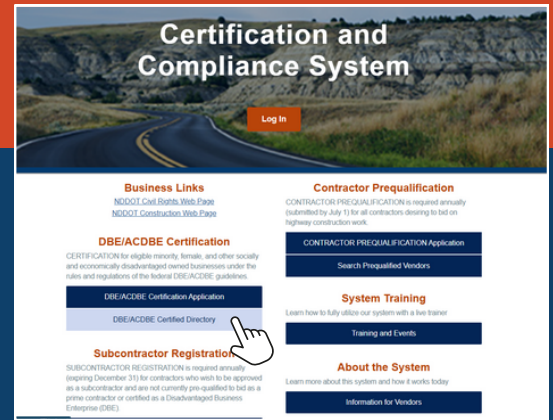 Certification and
Compliance System
Log In
Business Links
NDDOT Civil Rights Web Page
NDDOT Construction Web Page
DBE/ACDBE Certification
CERTIFICATION for eligible minority, female, and other socially
and economically disadvantaged owned businesses under the
rules and regulations of the federal DBE/ACDBE guidelines.
DBE/ACDBE Certification Application
DBE/ACDBE Certified Directory
Subcontractor Registration
SUBCONTRACTOR REGISTRATION is required annually
(expiring December 31) for contractors who wish to be approved
as a subcontractor and are not currently pre-qualified to bid as a
prime contractor or certified as a Disadvantaged Business
Enterprise (DBE).
Contractor Prequalification
CONTRACTOR PREQUALIFICATION is required annually
(submitted by July 1) for all contractors desiring to bid on
highway construction work.
CONTRACTOR PREQUALIFICATION Application
Search Prequalified Vendors
System Training
Learn how to fully utilize our system with a live trainer
Training and Events
About the System
Learn more about this system and how it works today
Information for Vendors